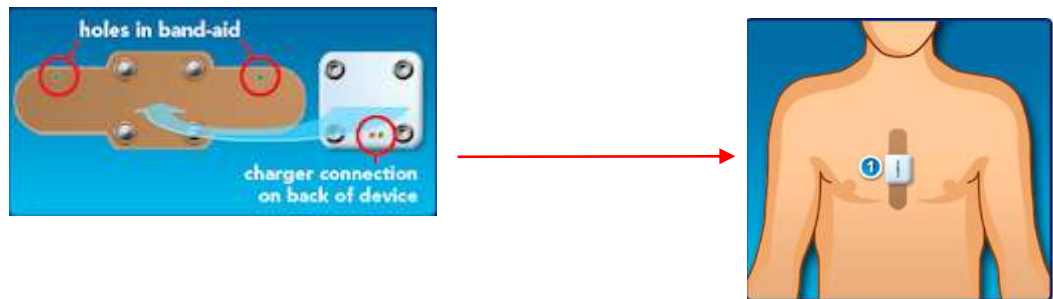 holes in band-aid
charger connection
on back of device
1